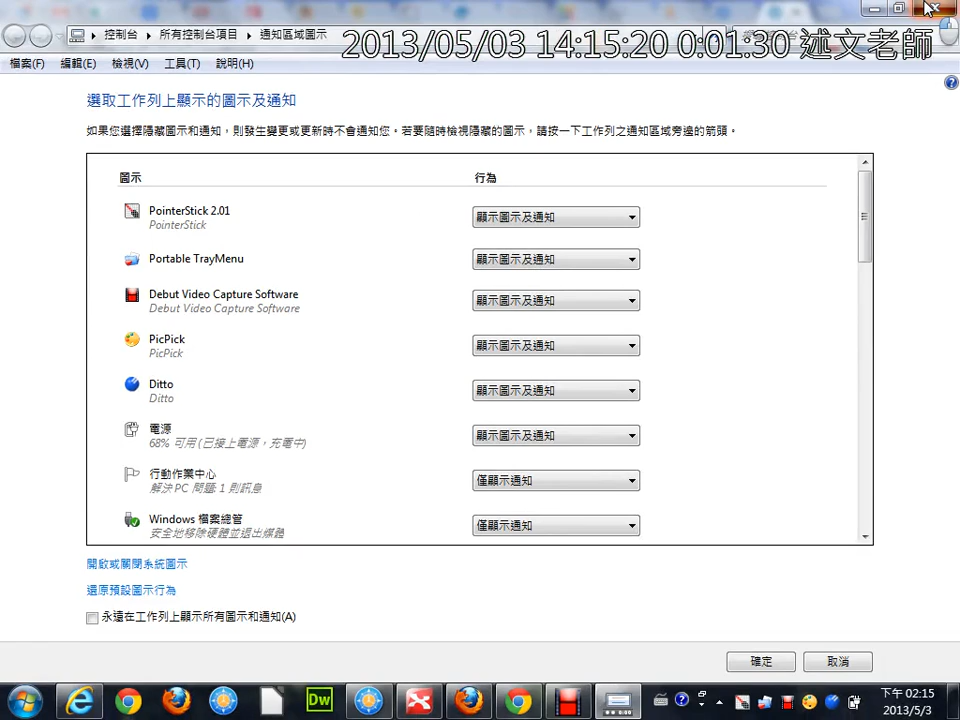 控制台 ▸ 所有控制台項目 ▸ 通知區域圖示
2013/05/03 14:15:20 0:01:30 述文老師
檔案(F) 編輯(E) 檢視(V) 工具(T) 說明(H)
選取工作列上顯示的圖示及通知
如果您選擇隱藏圖示和通知，則發生變更或更新時不會通知您。若要隨時檢視隱藏的圖示，請按一下工作列之通知區域旁邊的箭頭。
圖示 行為
PointerStick 2.01
PointerStick
顯示圖示及通知
Portable TrayMenu
顯示圖示及通知
Debut Video Capture Software
Debut Video Capture Software
顯示圖示及通知
PicPick
PicPick
顯示圖示及通知
Ditto
Ditto
顯示圖示及通知
電源
68% 可用 (已接上電源，充電中)
顯示圖示及通知
行動作業中心
解決 PC 問題: 1 則訊息
僅顯示通知
Windows 檔案總管
安全地移除硬體並退出媒體
僅顯示通知
開啟或關閉系統圖示
還原預設圖示行為
永遠在工作列上顯示所有圖示和通知(A)
確定 取消
Dw
下午 02:15
2013/5/3